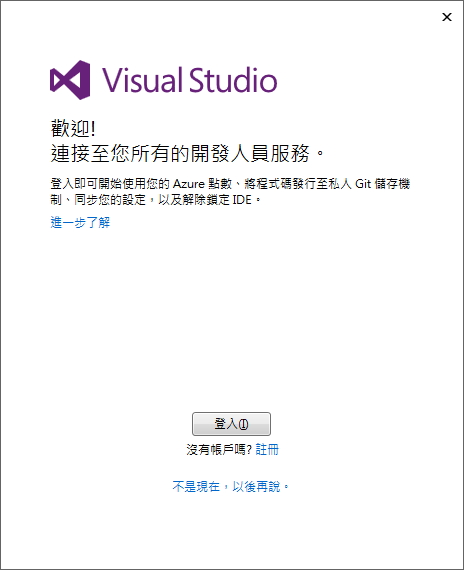 Visual Studio
歡迎!
連接至您所有的開發人員服務。
登入即可開始使用您的 Azure 點數、將程式碼發行至私人 Git 儲存機
制、同步您的設定，以及解除鎖定 IDE。
進一步了解
登入(I)
沒有帳戶嗎? 註冊
不是現在，以後再說。